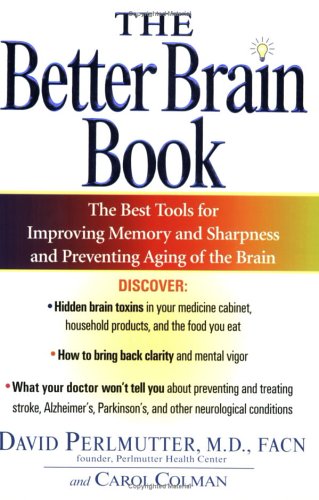 THE
Better Brain
Book
The Best Tools for
Improving Memory and Sharpness
and Preventing Aging of the Brain
DISCOVER:
• Hidden brain toxins in your medicine cabinet,
household products, and the food you eat
• How to bring back clarity and mental vigor
• What your doctor won't tell you about preventing and treating
stroke, Alzheimer's, Parkinson's, and other neurological conditions
DAVID PERLMUTTER, M.D., FACN
founder, Perlmutter Health Center
and CAROL COLMAN